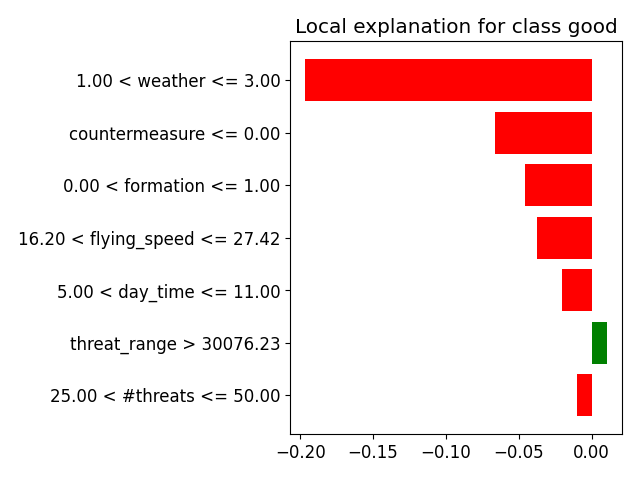 Local explanation for class good
1.00 < weather <= 3.00
countermeasure <= 0.00
0.00 < formation <= 1.00
16.20 < flying_speed <= 27.42
5.00 < day_time <= 11.00
threat_range > 30076.23
25.00 < #threats <= 50.00
−0.20 −0.15 −0.10 −0.05 0.00